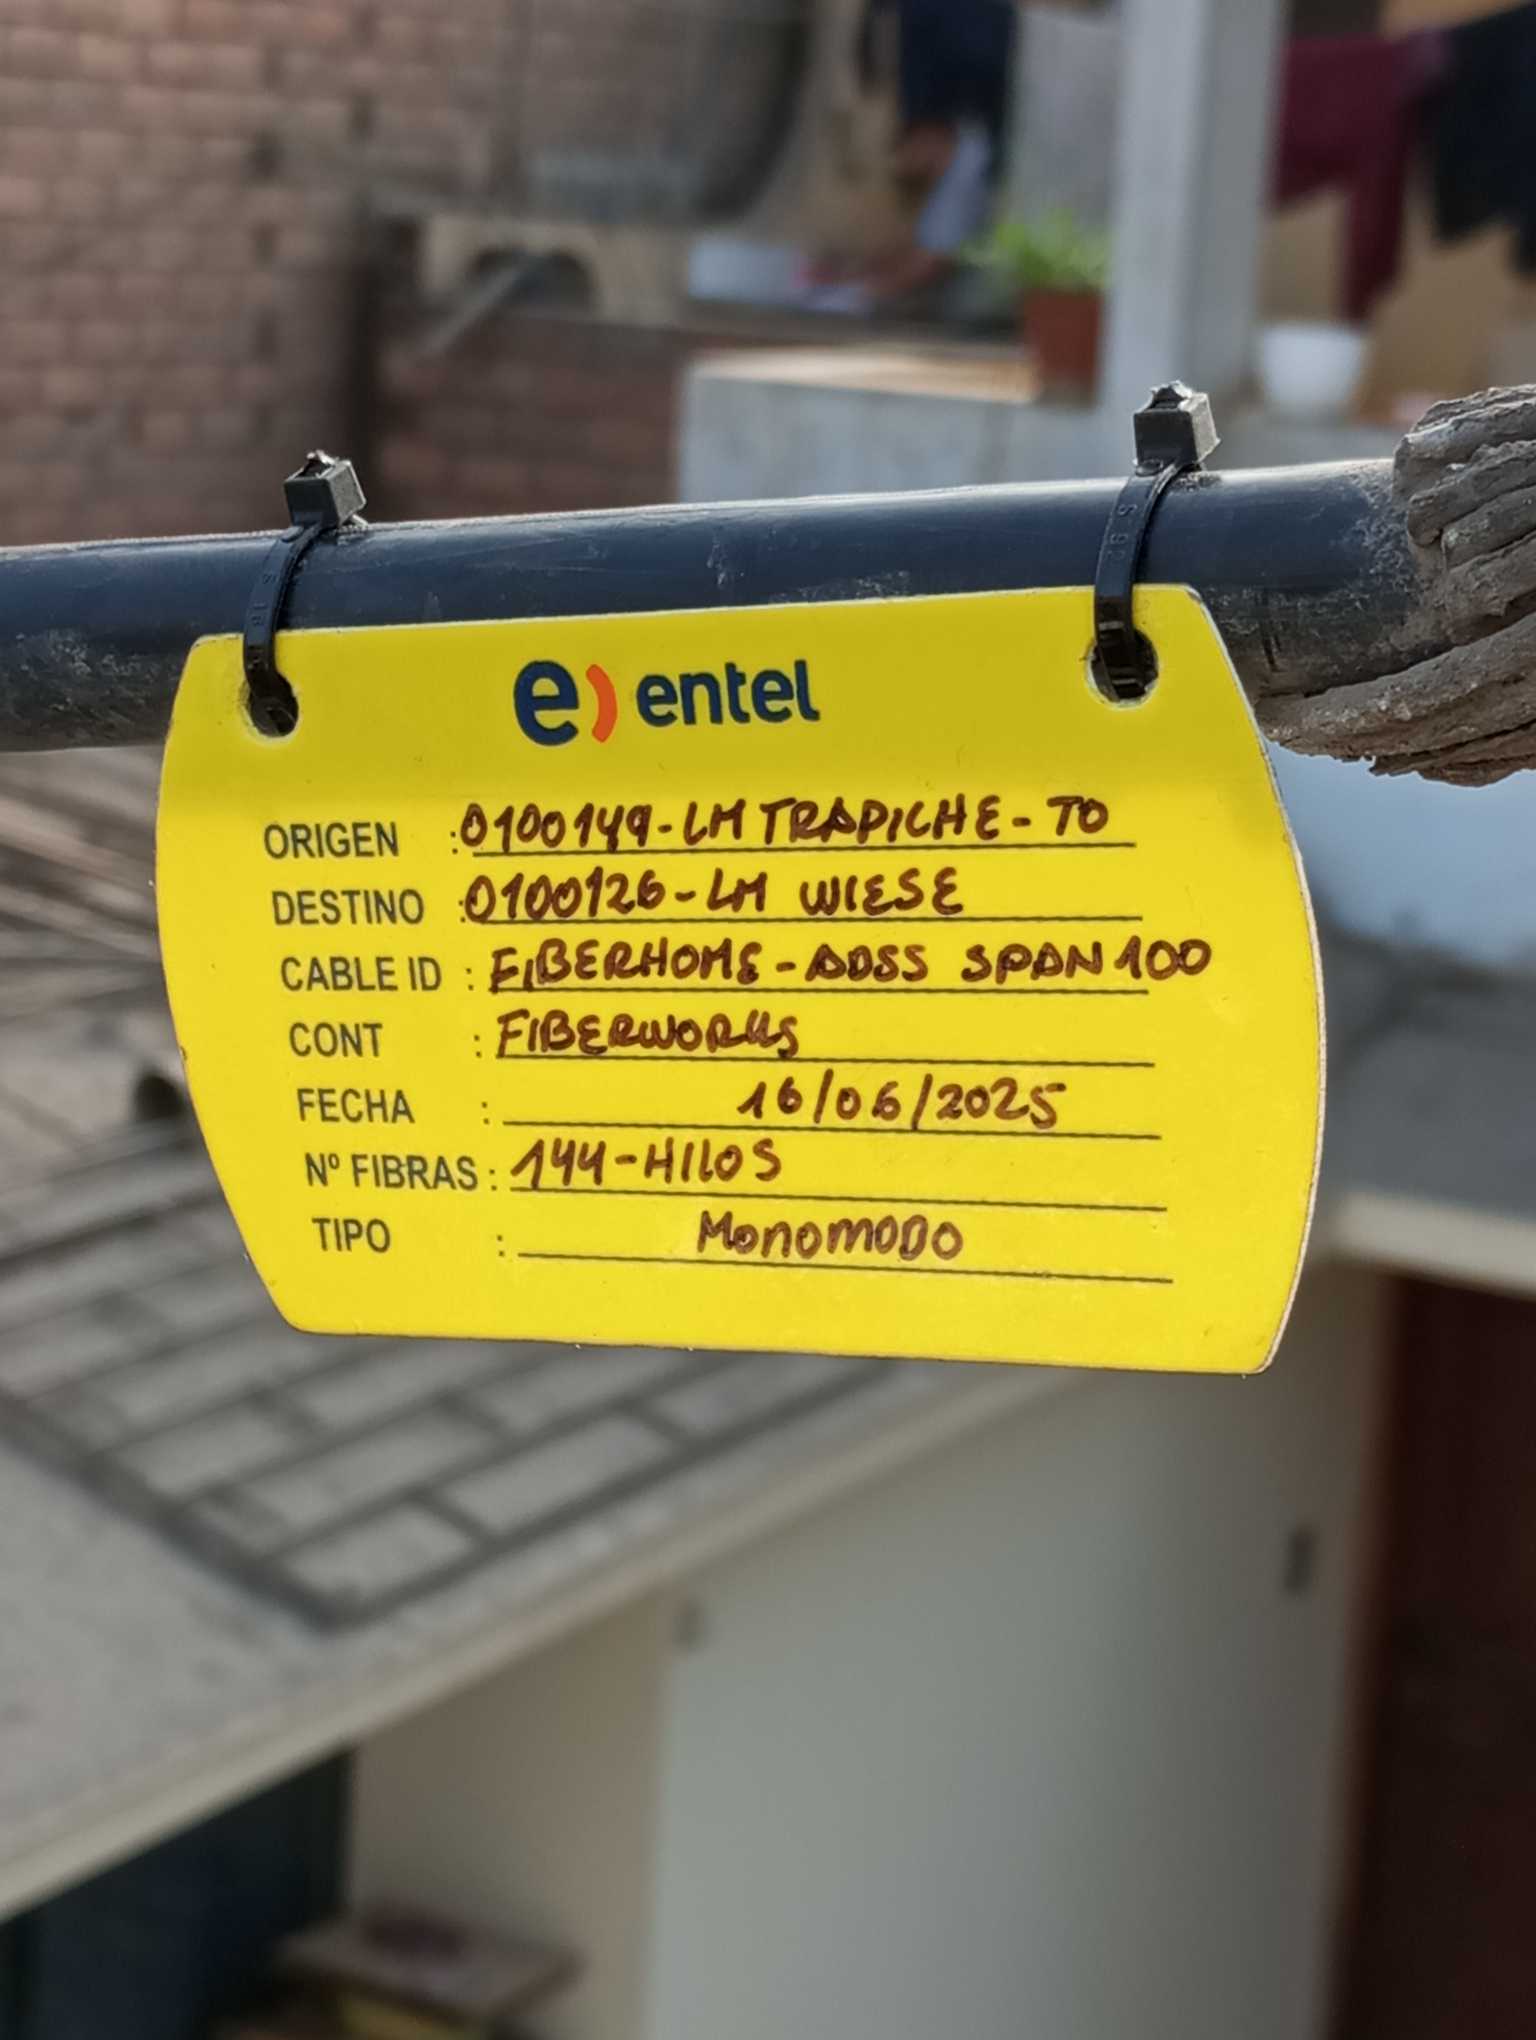 e) entel
ORIGEN : 0100149-LM TRAPICHE-TO
DESTINO : 0100126-LM WIESE
CABLE ID : FIBERHOME-ADSS SPAN 100
CONT : FIBERWORKS
FECHA : 16/06/2025
Nº FIBRAS : 144-HILOS
TIPO : MONOMODO